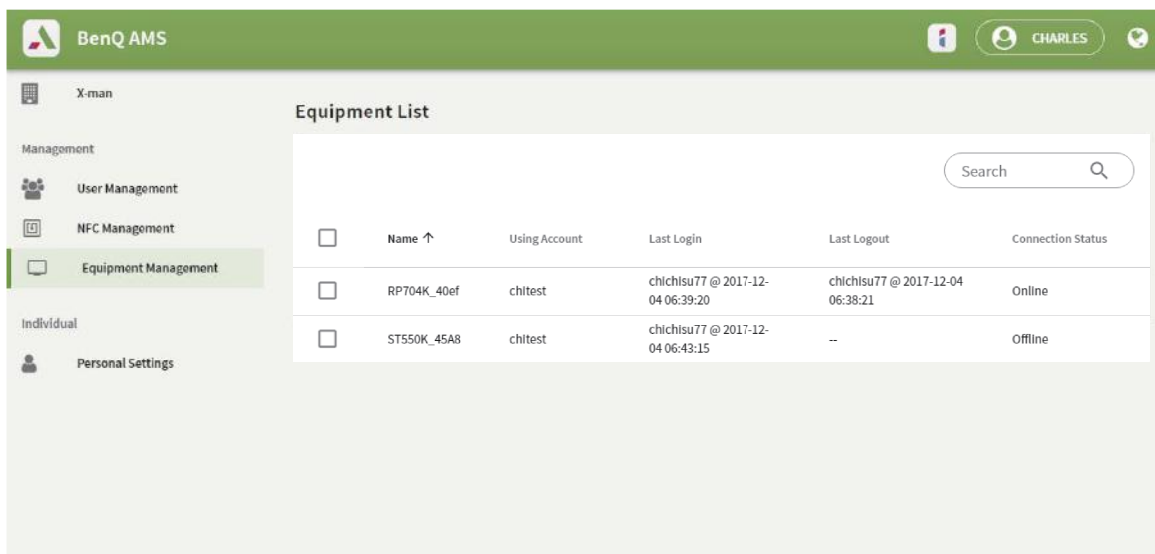 BenQ AMS
CHARLES
X-man
Management
User Management
NFC Management
Equipment Management
Individual
Personal Settings
Equipment List
Search
Name ↑ Using Account Last Login Last Logout Connection Status
RP704K_40ef chitest chichisu77 @ 2017-12-04 06:39:20 chichisu77 @ 2017-12-04 06:38:21 Online
ST550K_45A8 chitest chichisu77 @ 2017-12-04 06:43:15 -- Offline